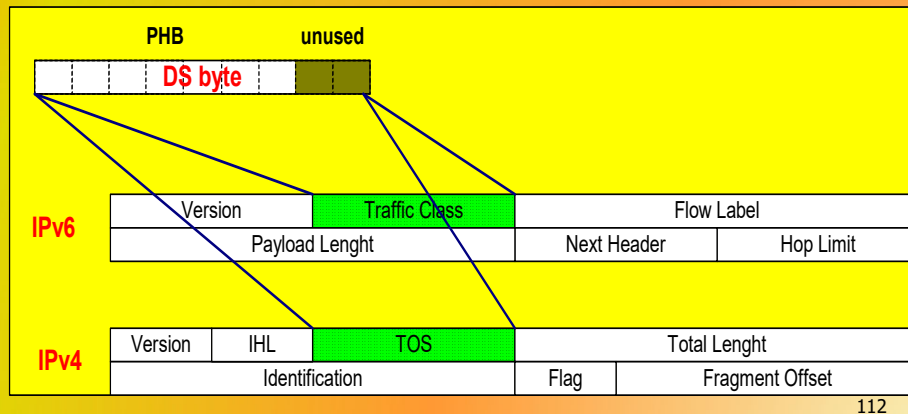 PHB unused
DS byte
IPv6
Version Traffic Class Flow Label
Payload Lenght Next Header Hop Limit
IPv4
Version IHL TOS Total Lenght
Identification Flag Fragment Offset
112